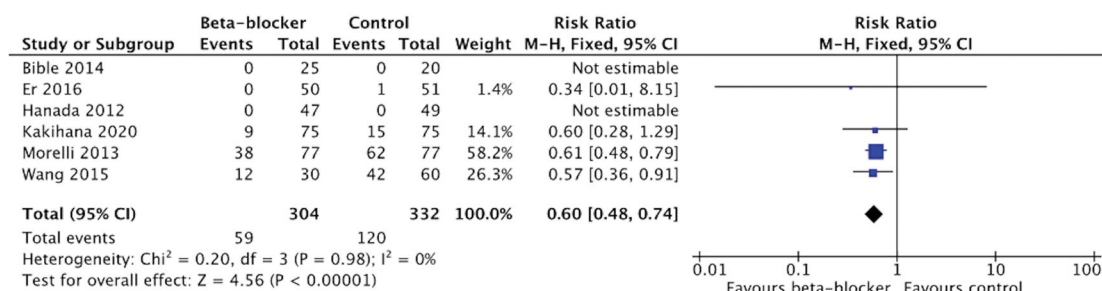 Beta-blocker Control Risk Ratio Risk Ratio
Study or Subgroup Events Total Events Total Weight M-H, Fixed, 95% CI M-H, Fixed, 95% CI
Bible 2014 0 25 0 20 Not estimable
Er 2016 0 50 1 51 1.4% 0.34 [0.01, 8.15]
Hanada 2012 0 47 0 49 Not estimable
Kakihana 2020 9 75 15 75 14.1% 0.60 [0.28, 1.29]
Morelli 2013 38 77 62 77 58.2% 0.61 [0.48, 0.79]
Wang 2015 12 30 42 60 26.3% 0.57 [0.36, 0.91]
Total (95% CI) 304 332 100.0% 0.60 [0.48, 0.74]
Total events 59 120
Heterogeneity: Chi² = 0.20, df = 3 (P = 0.98); I² = 0%
Test for overall effect: Z = 4.56 (P < 0.00001)
0.01 0.1 1 10 100
Favours beta-blocker Favours control